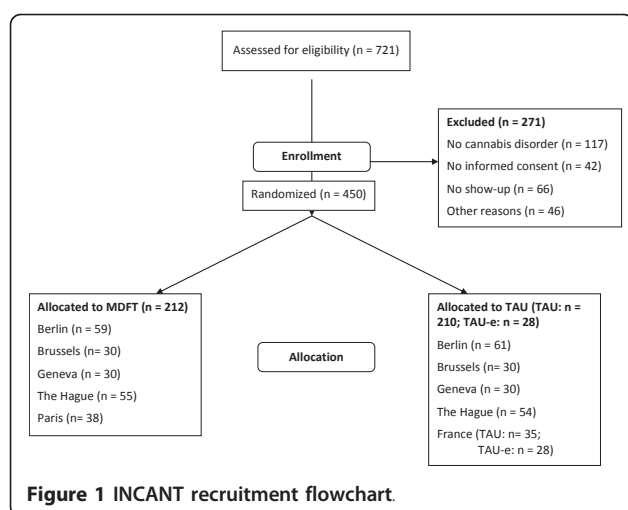 Assessed for eligibility (n = 721)
Excluded (n = 271)
No cannabis disorder (n = 117)
No informed consent (n = 42)
No show-up (n = 66)
Other reasons (n = 46)
Enrollment
Randomized (n = 450)
Allocated to MDFT (n = 212)
Berlin (n = 59)
Brussels (n= 30)
Geneva (n = 30)
The Hague (n = 55)
Paris (n= 38)
Allocation
Allocated to TAU (TAU: n =
210; TAU-e: n = 28)
Berlin (n = 61)
Brussels (n= 30)
Geneva (n = 30)
The Hague (n = 54)
France (TAU: n= 35;
TAU-e: n = 28)
Figure 1 INCANT recruitment flowchart.